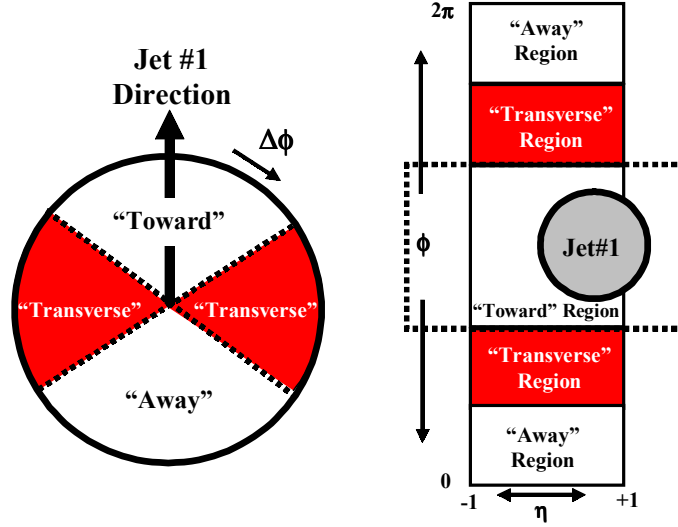 Jet #1
Direction
Δϕ
“Toward”
“Transverse”
“Transverse”
“Away”
2π
“Away”
Region
“Transverse”
Region
ϕ
Jet#1
“Toward” Region
“Transverse”
Region
“Away”
Region
0
-1
+1
η